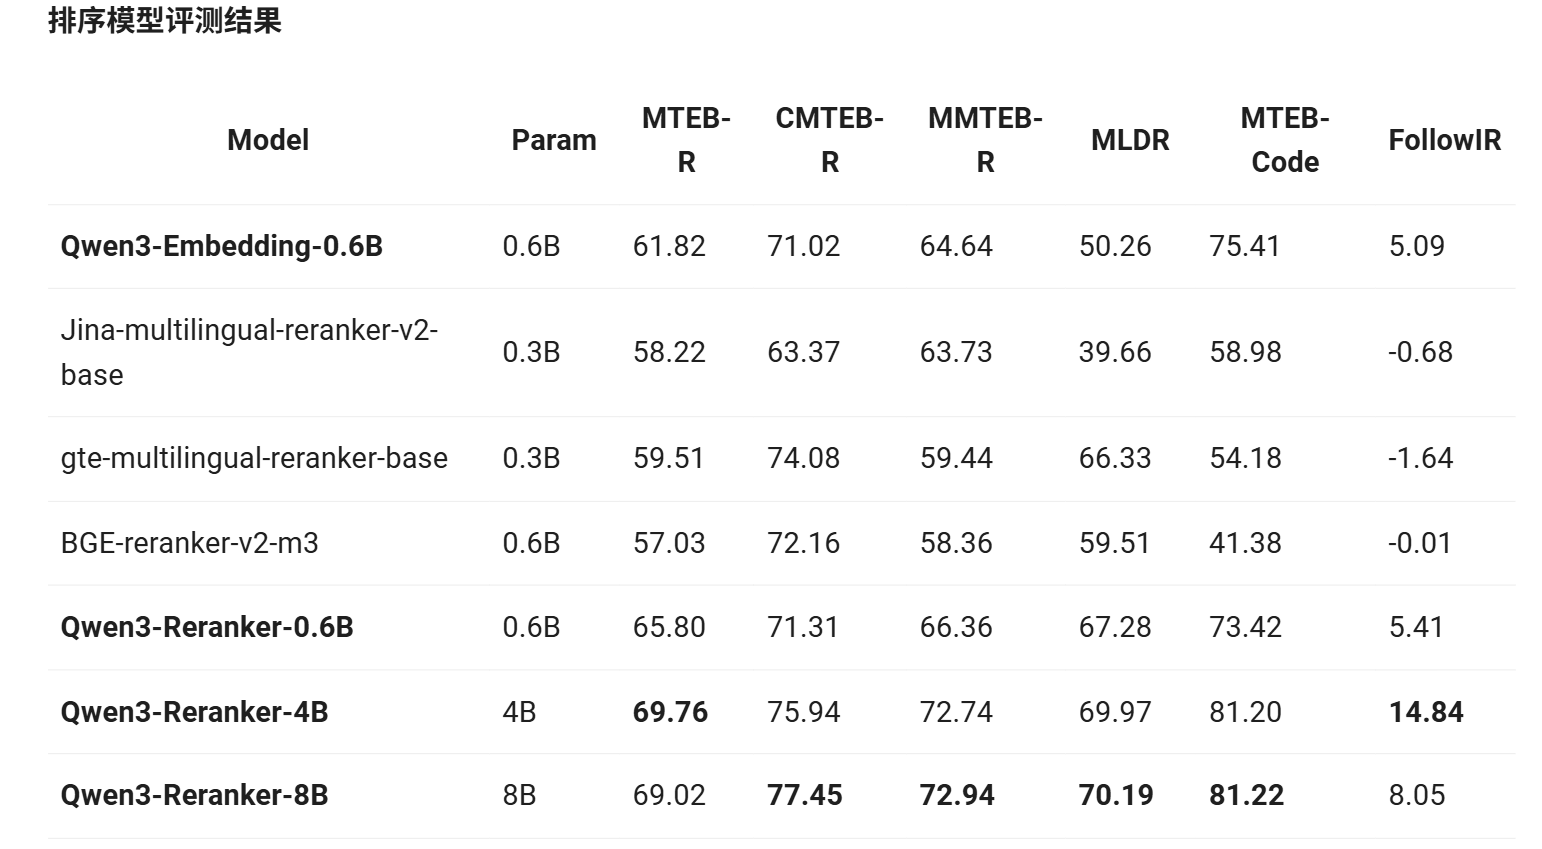 排序模型评测结果
Model Param MTEB-R CMTEB-R MMTEB-R MLDR MTEB-Code FollowIR
Qwen3-Embedding-0.6B 0.6B 61.82 71.02 64.64 50.26 75.41 5.09
Jina-multilingual-reranker-v2-base 0.3B 58.22 63.37 63.73 39.66 58.98 -0.68
gte-multilingual-reranker-base 0.3B 59.51 74.08 59.44 66.33 54.18 -1.64
BGE-reranker-v2-m3 0.6B 57.03 72.16 58.36 59.51 41.38 -0.01
Qwen3-Reranker-0.6B 0.6B 65.80 71.31 66.36 67.28 73.42 5.41
Qwen3-Reranker-4B 4B 69.76 75.94 72.74 69.97 81.20 14.84
Qwen3-Reranker-8B 8B 69.02 77.45 72.94 70.19 81.22 8.05